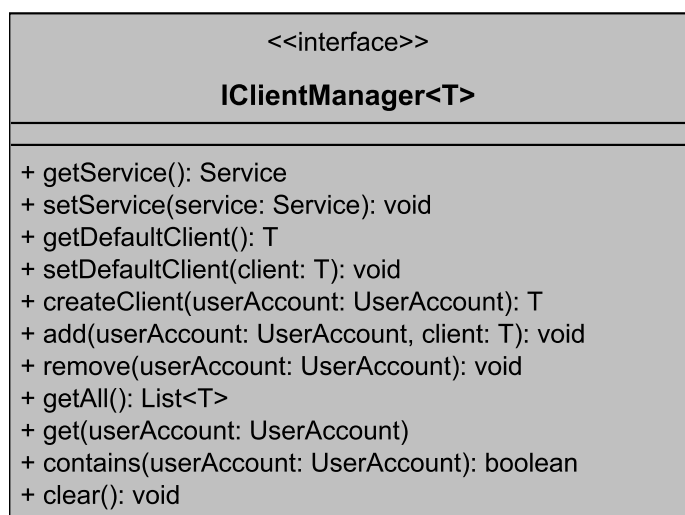 <<interface>>
IClientManager<T>
+ getService(): Service
+ setService(service: Service): void
+ getDefaultClient(): T
+ setDefaultClient(client: T): void
+ createClient(userAccount: UserAccount): T
+ add(userAccount: UserAccount, client: T): void
+ remove(userAccount: UserAccount): void
+ getAll(): List<T>
+ get(userAccount: UserAccount)
+ contains(userAccount: UserAccount): boolean
+ clear(): void